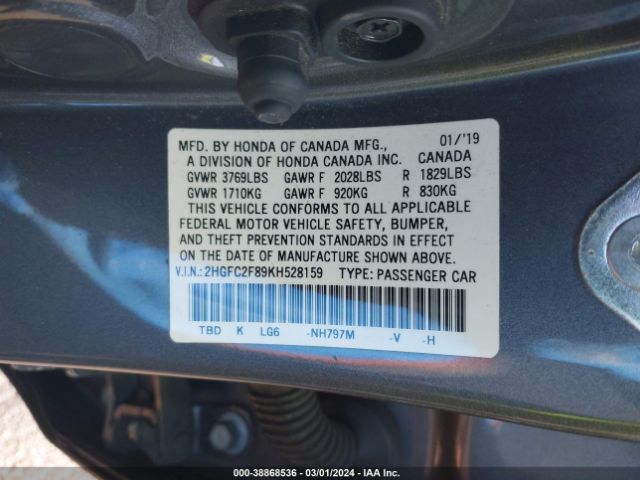 MFD. BY HONDA OF CANADA MFG., 01/'19
A DIVISION OF HONDA CANADA INC. CANADA
GVWR 3769LBS GAWR F 2028LBS R 1829LBS
GVWR 1710KG GAWR F 920KG R 830KG
THIS VEHICLE CONFORMS TO ALL APPLICABLE
FEDERAL MOTOR VEHICLE SAFETY, BUMPER,
AND THEFT PREVENTION STANDARDS IN EFFECT
ON THE DATE OF MANUFACTURE SHOWN ABOVE.
V.I.N.: 2HGFC2F89KH528159 TYPE: PASSENGER CAR
TBD K LG6 -NH797M -V -H
000-38868536 — 03/01/2024 — IAA Inc.